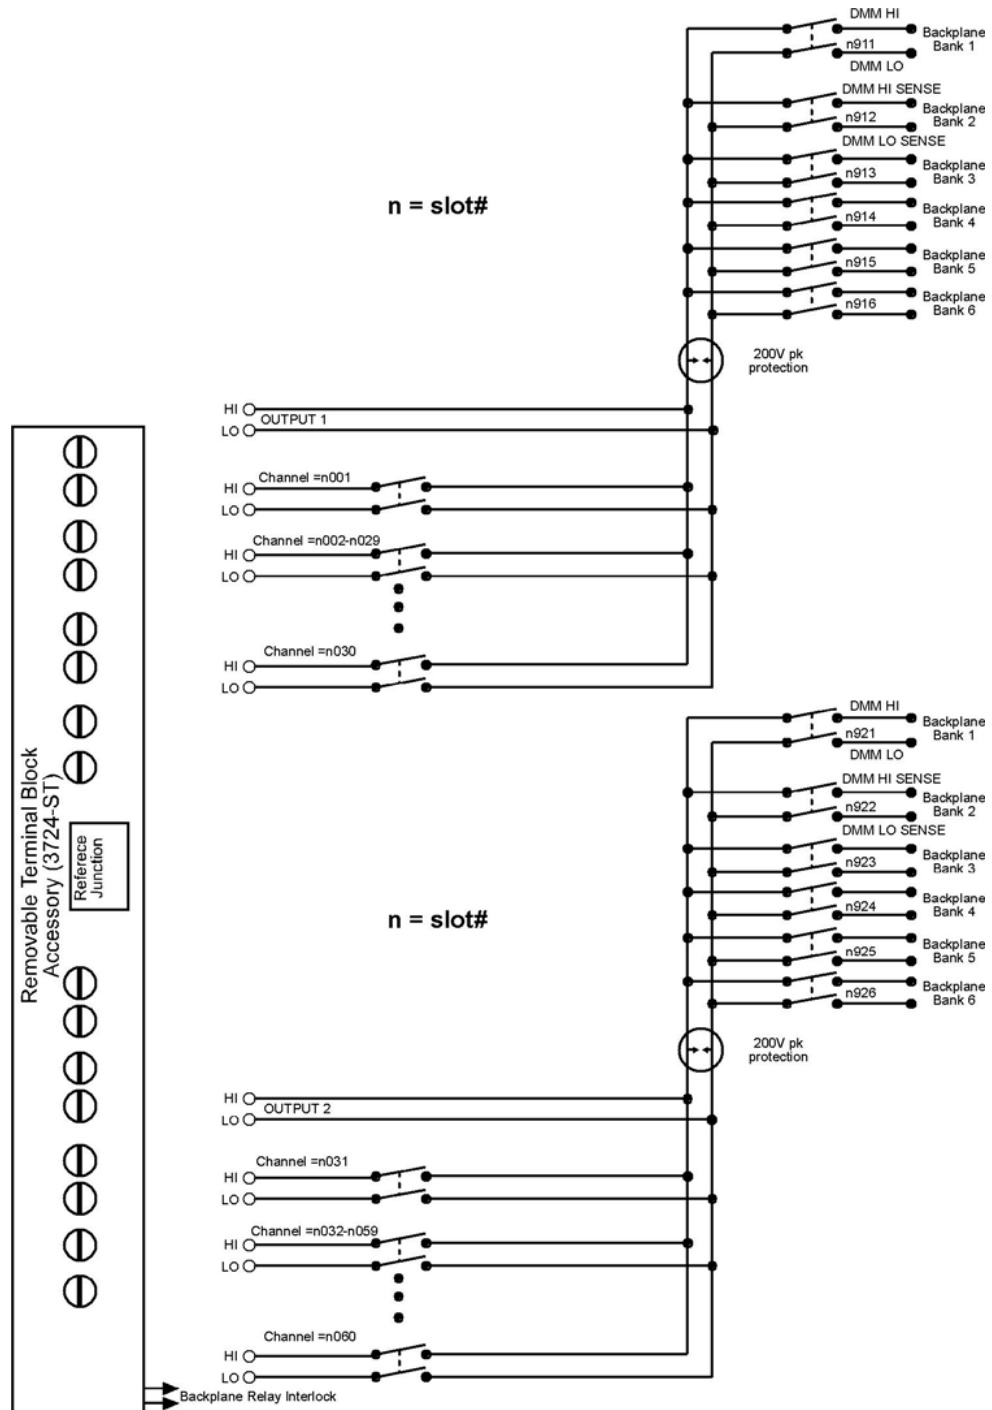 DMM HI
n911
DMM LO
Backplane
Bank 1
DMM HI SENSE
n912
Backplane
Bank 2
DMM LO SENSE
n913
Backplane
Bank 3
n914
Backplane
Bank 4
n915
Backplane
Bank 5
n916
Backplane
Bank 6
n = slot#
200V pk
protection
HI
OUTPUT 1
LO
Channel =n001
HI
LO
Channel =n002-n029
HI
LO
Channel =n030
HI
LO
Removable Terminal Block
Accessory (3724-ST)
Referece
Junction
DMM HI
n921
DMM LO
Backplane
Bank 1
DMM HI SENSE
n922
Backplane
Bank 2
DMM LO SENSE
n923
Backplane
Bank 3
n924
Backplane
Bank 4
n925
Backplane
Bank 5
n926
Backplane
Bank 6
n = slot#
200V pk
protection
HI
OUTPUT 2
LO
Channel =n031
HI
LO
Channel =n032-n059
HI
LO
Channel =n060
HI
LO
Backplane Relay Interlock